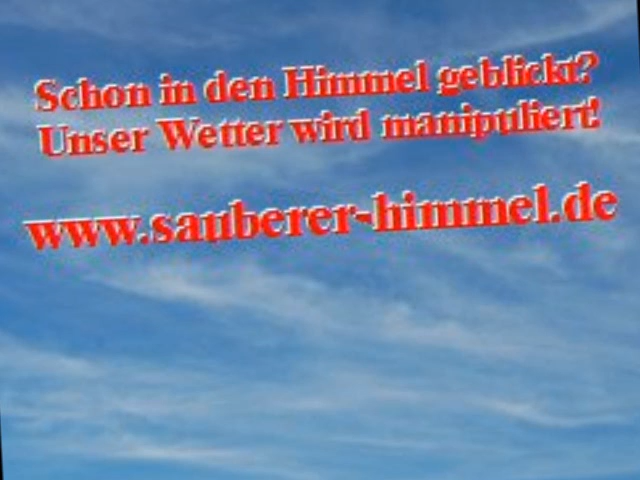 Schon in den Himmel geblickt?
Unser Wetter wird manipuliert!
www.sauberer-himmel.de